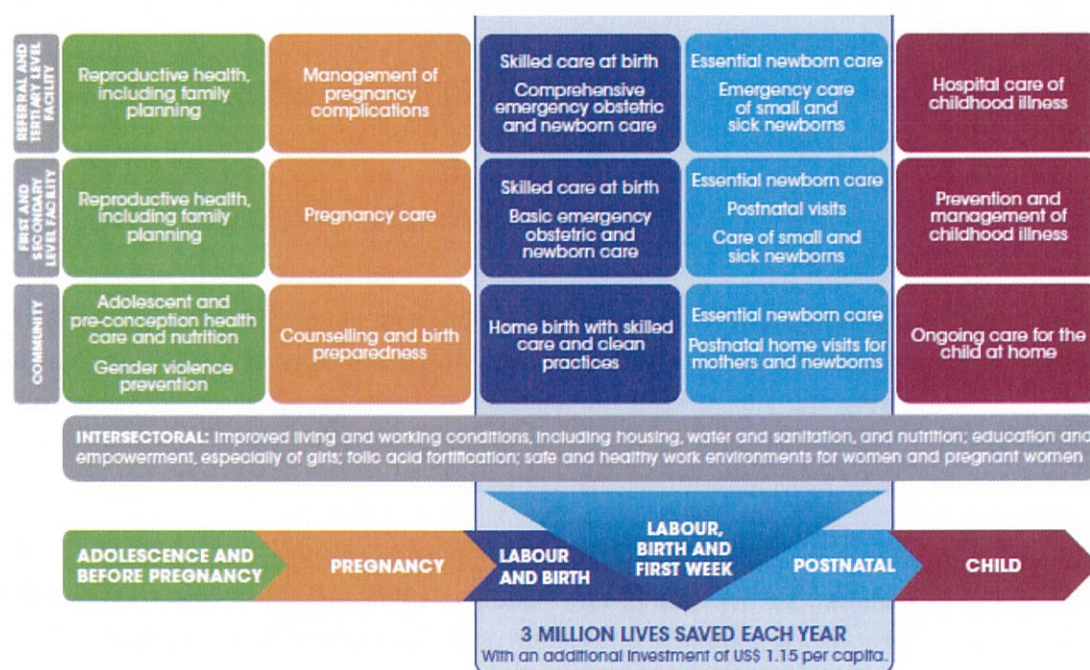 REFERRAL AND
TERTIARY LEVEL
FACILITY
Reproductive health,
including family
planning
Management of
pregnancy
complications
Skilled care at birth
Comprehensive
emergency obstetric
and newborn care
Essential newborn care
Emergency care
of small and
sick newborns
Hospital care of
childhood illness
FIRST AND
SECONDARY
LEVEL FACILITY
Reproductive health,
including family
planning
Pregnancy care
Skilled care at birth
Basic emergency
obstetric and
newborn care
Essential newborn care
Postnatal visits
Care of small and
sick newborns
Prevention and
management of
childhood illness
COMMUNITY
Adolescent and
pre-conception health
care and nutrition
Gender violence
prevention
Counselling and birth
preparedness
Home birth with skilled
care and clean
practices
Essential newborn care
Postnatal home visits for
mothers and newborns
Ongoing care for the
child at home
INTERSECTORAL: Improved living and working conditions, including housing, water and sanitation, and nutrition; education and
empowerment, especially of girls; folic acid fortification; safe and healthy work environments for women and pregnant women
ADOLESCENCE AND
BEFORE PREGNANCY
PREGNANCY
LABOUR
AND BIRTH
LABOUR,
BIRTH AND
FIRST WEEK
POSTNATAL
CHILD
3 MILLION LIVES SAVED EACH YEAR
With an additional investment of US$ 1.15 per capita.